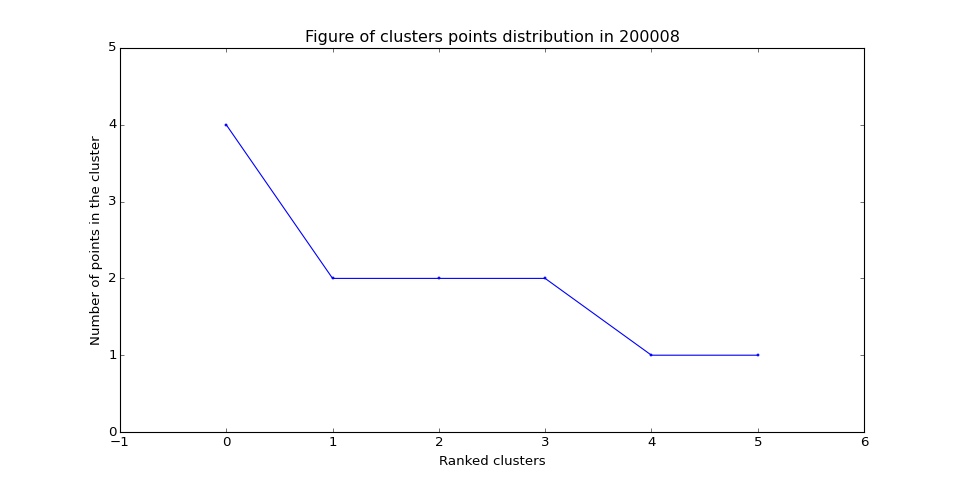 Figure of clusters points distribution in 200008
Number of points in the cluster
5
4
3
2
1
0
−1 0 1 2 3 4 5 6
Ranked clusters